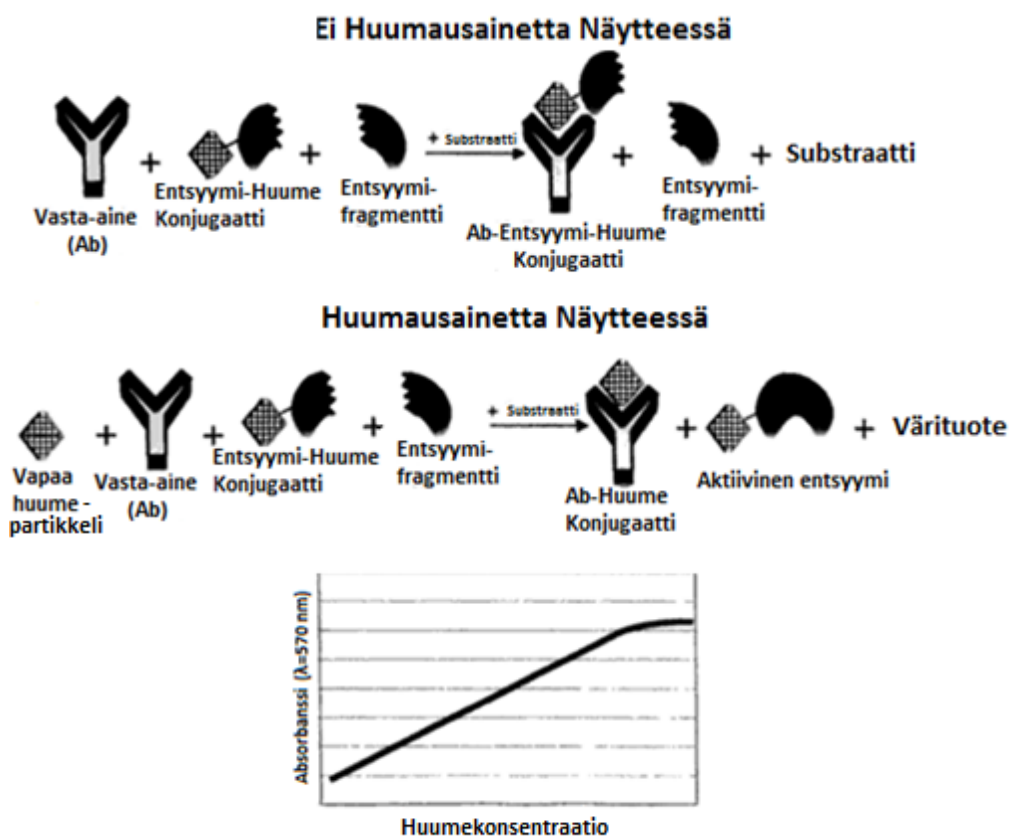 Ei Huumausainetta Näytteessä
+ Substraatti
+ + + + Substraatti
Vasta-aine
(Ab)
Entsyymi-Huume
Konjugaatti
Entsyymi-
fragmentti
Ab-Entsyymi-Huume
Konjugaatti
Entsyymi-
fragmentti
Huumausainetta Näytteessä
+ Substraatti
+ + + + + Värituote
Vapaa
huume-
partikkeli
Vasta-aine
(Ab)
Entsyymi-Huume
Konjugaatti
Entsyymi-
fragmentti
Ab-Huume
Konjugaatti
Aktiivinen entsyymi
Absorbanssi (λ=570 nm)
Huumekonsentraatio